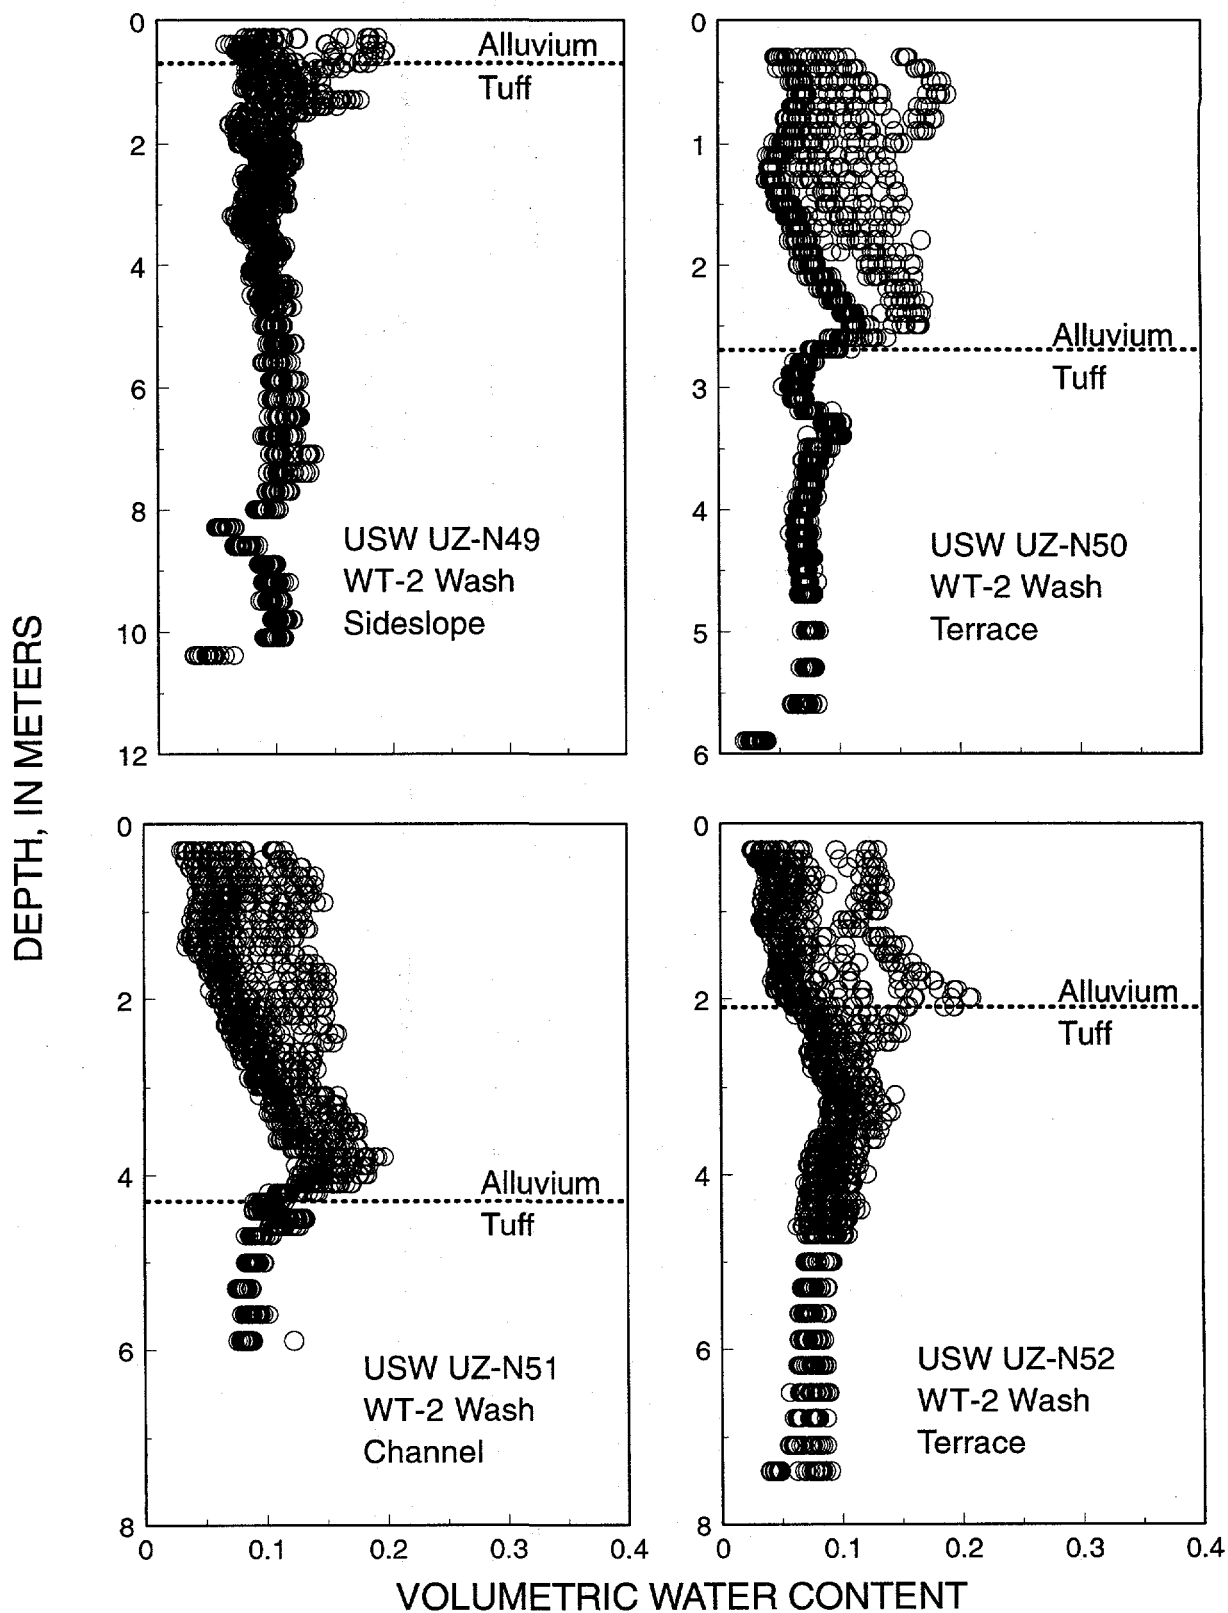 DEPTH, IN METERS
0
2
4
6
8
10
12
Alluvium
Tuff
USW UZ-N49
WT-2 Wash
Sideslope
0
1
2
3
4
5
6
Alluvium
Tuff
USW UZ-N50
WT-2 Wash
Terrace
0
2
4
6
8
Alluvium
Tuff
USW UZ-N51
WT-2 Wash
Channel
0 0.1 0.2 0.3 0.4
0
2
4
6
8
Alluvium
Tuff
USW UZ-N52
WT-2 Wash
Terrace
0 0.1 0.2 0.3 0.4
VOLUMETRIC WATER CONTENT